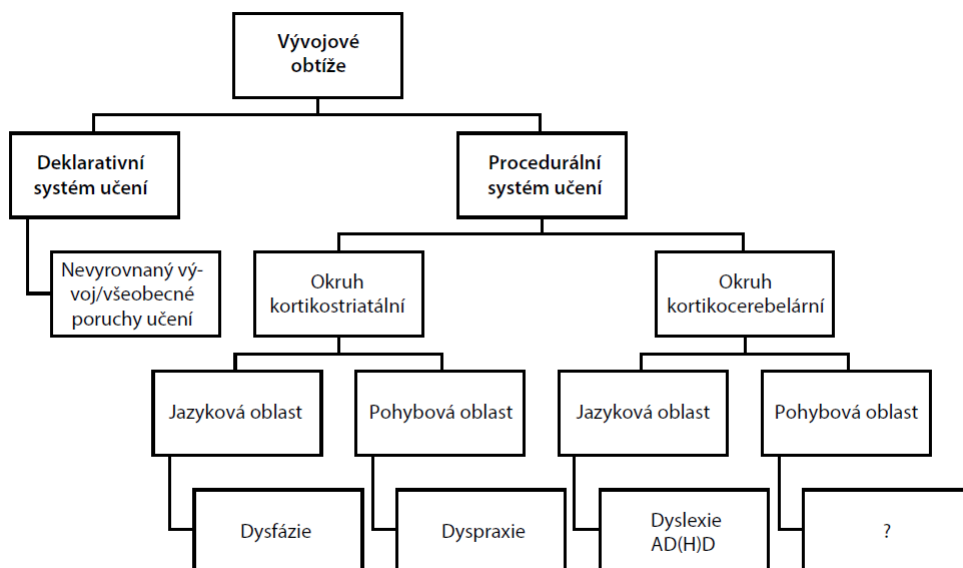 Vývojové
obtíže
Deklarativní
systém učení
Procedurální
systém učení
Nevyrovnaný vý-
voj/všeobecné
poruchy učení
Okruh
kortikostriatální
Okruh
kortikocerebelární
Jazyková oblast
Pohybová oblast
Jazyková oblast
Pohybová oblast
Dysfázie
Dyspraxie
Dyslexie
AD(H)D
?